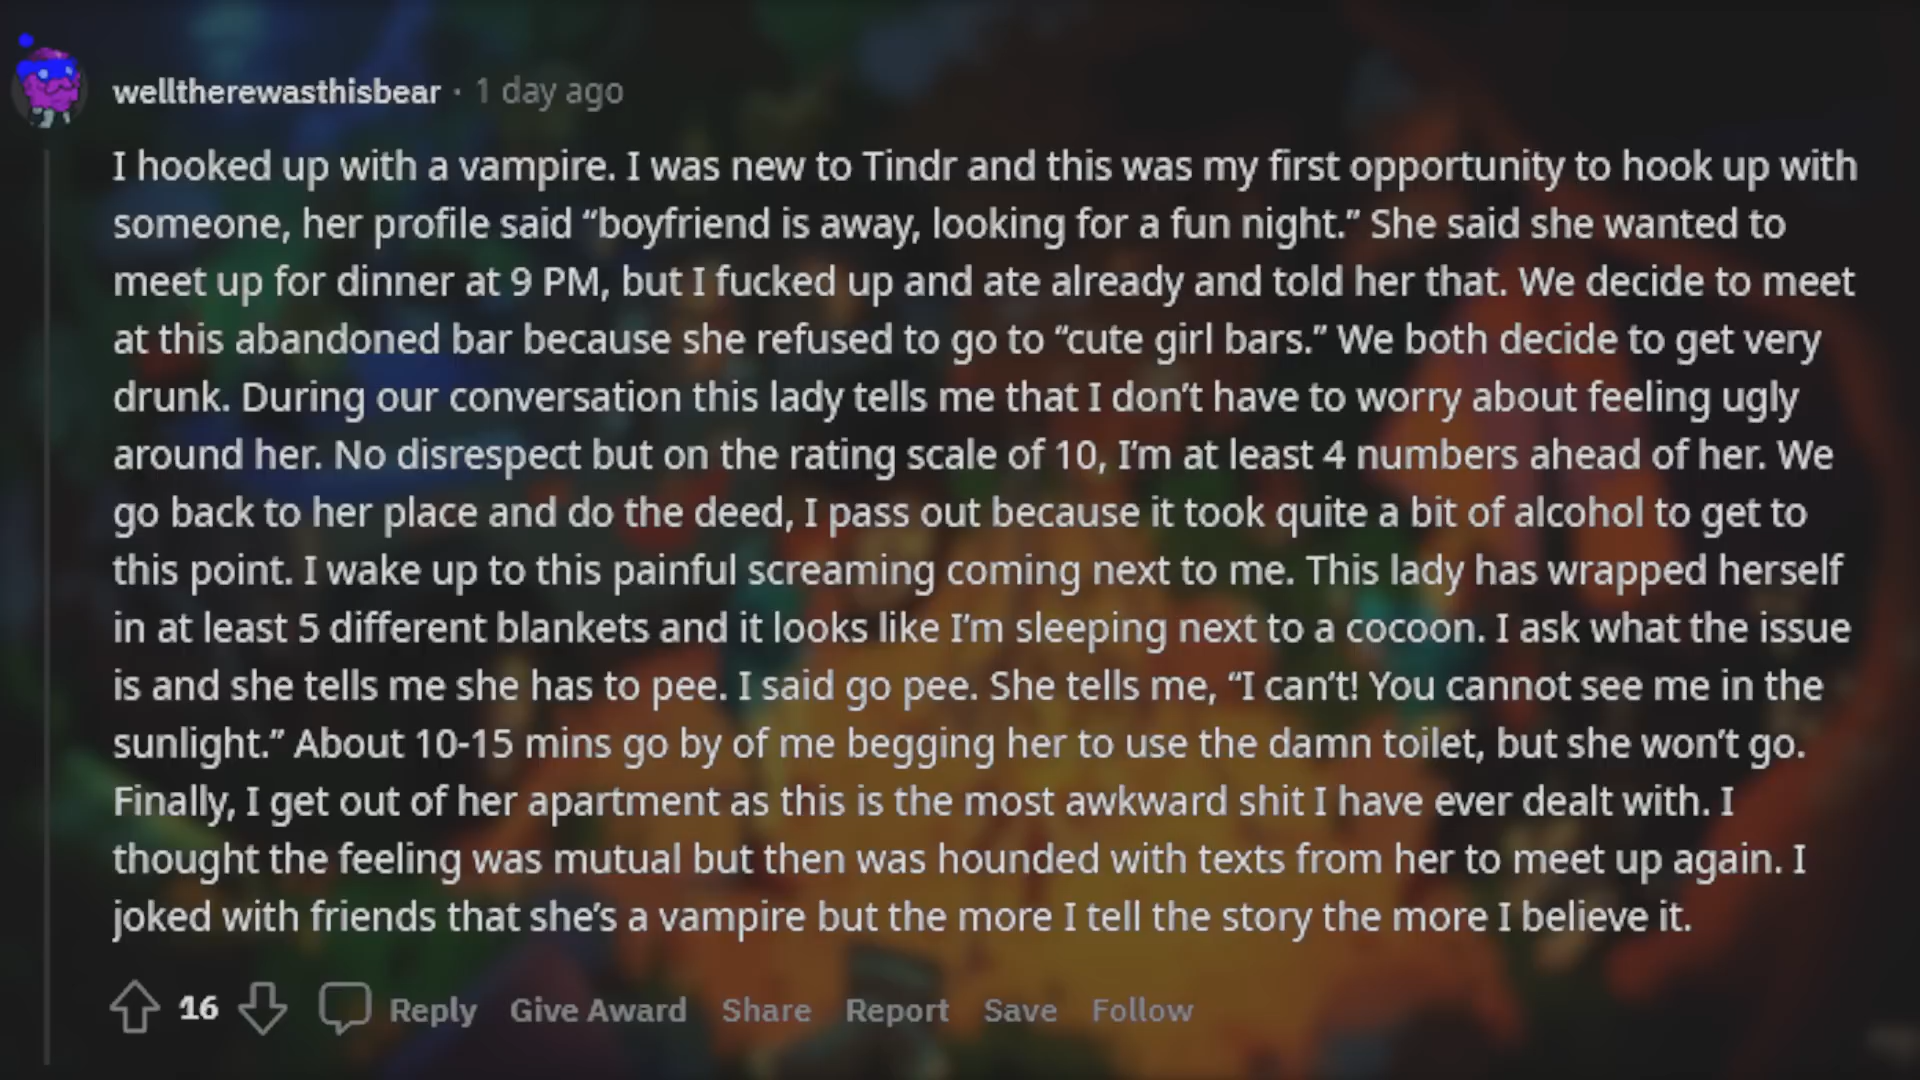 welltherewasthisbear · 1 day ago
I hooked up with a vampire. I was new to Tindr and this was my first opportunity to hook up with
someone, her profile said “boyfriend is away, looking for a fun night.” She said she wanted to
meet up for dinner at 9 PM, but I fucked up and ate already and told her that. We decide to meet
at this abandoned bar because she refused to go to “cute girl bars.” We both decide to get very
drunk. During our conversation this lady tells me that I don’t have to worry about feeling ugly
around her. No disrespect but on the rating scale of 10, I’m at least 4 numbers ahead of her. We
go back to her place and do the deed, I pass out because it took quite a bit of alcohol to get to
this point. I wake up to this painful screaming coming next to me. This lady has wrapped herself
in at least 5 different blankets and it looks like I’m sleeping next to a cocoon. I ask what the issue
is and she tells me she has to pee. I said go pee. She tells me, “I can’t! You cannot see me in the
sunlight.” About 10-15 mins go by of me begging her to use the damn toilet, but she won’t go.
Finally, I get out of her apartment as this is the most awkward shit I have ever dealt with. I
thought the feeling was mutual but then was hounded with texts from her to meet up again. I
joked with friends that she’s a vampire but the more I tell the story the more I believe it.
16 Reply Give Award Share Report Save Follow